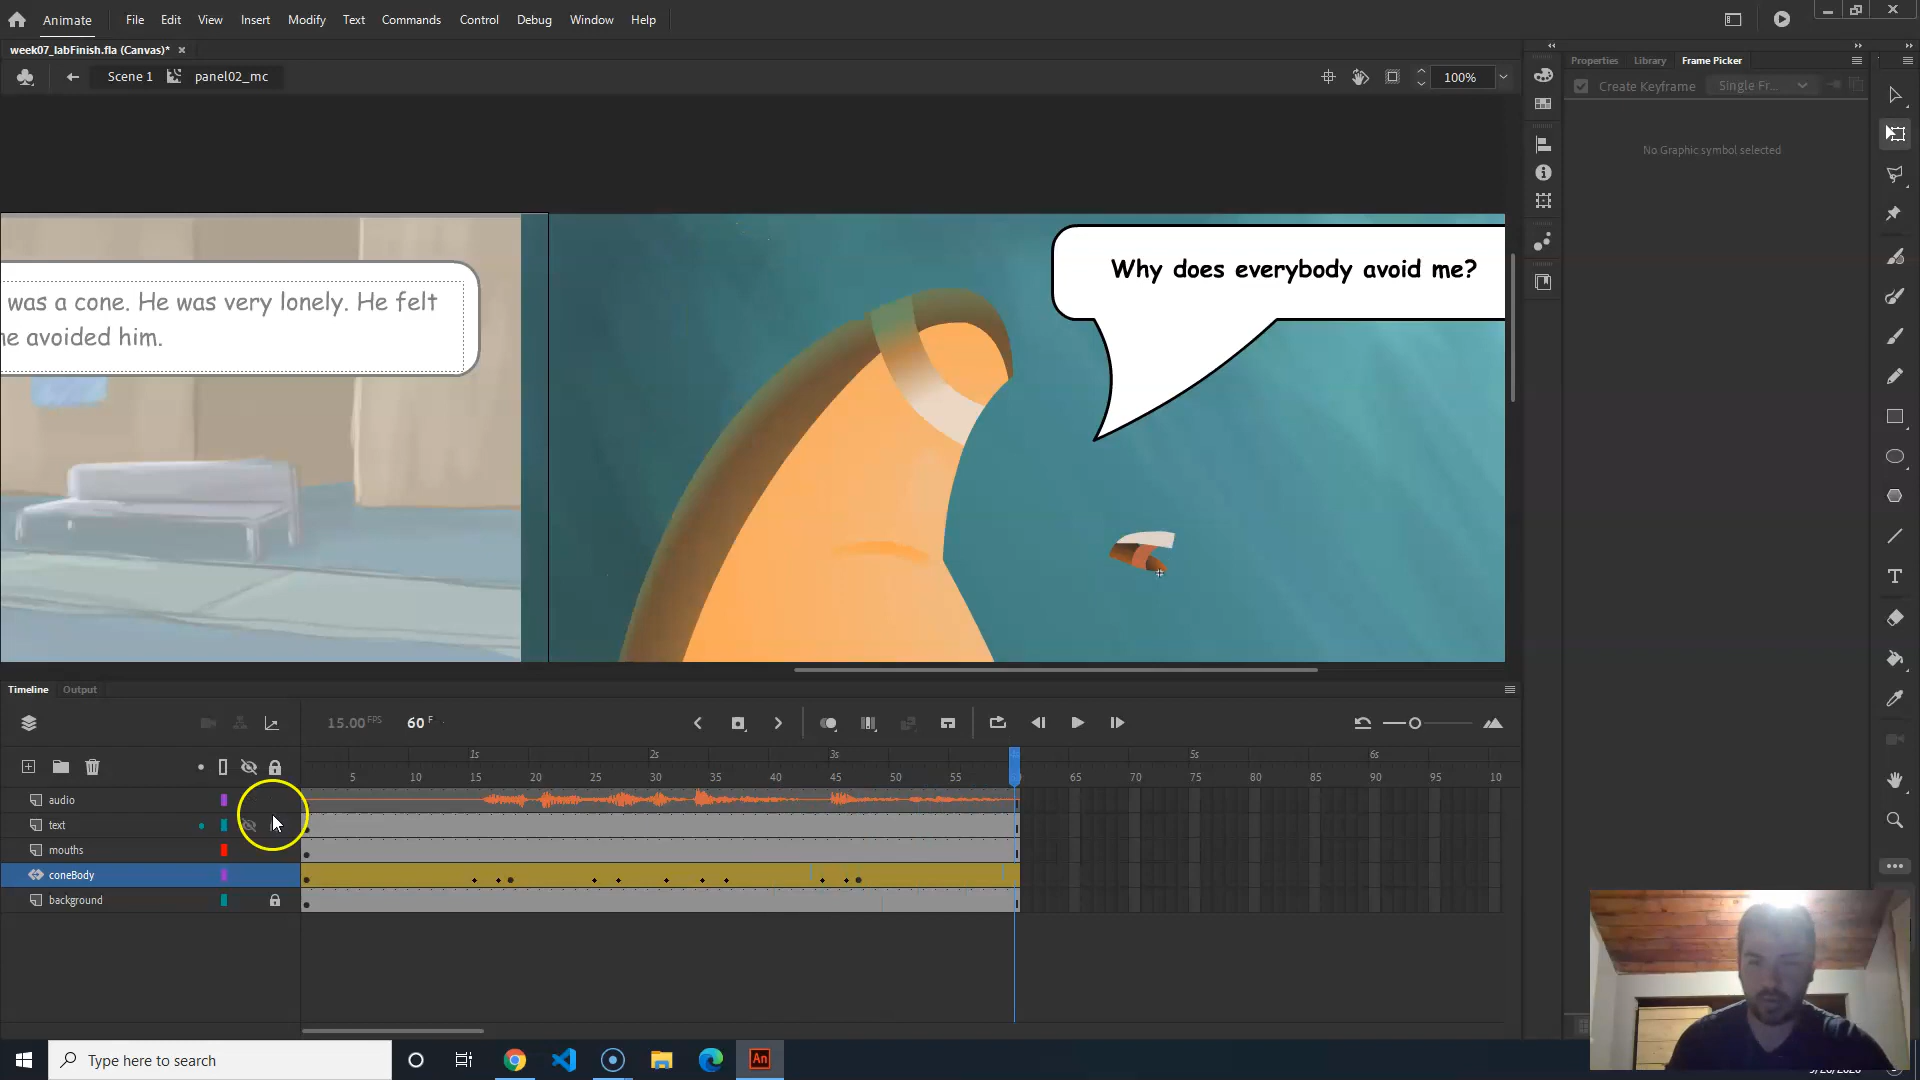 Animate File Edit View Insert Modify Text Commands Control Debug Window Help
week07_labFinish.fla (Canvas)*
Scene 1 panel02_mc 100%
Properties Library Frame Picker
Create Keyframe Single Fr...
No Graphic symbol selected
was a cone. He was very lonely. He felt
avoided him.
Why does everybody avoid me?
Timeline Output
15.00 FPS 60 F
1s 2s 3s 5s 6s
5 10 15 20 25 30 35 40 45 50 55 65 70 75 80 85 90 95 10
audio
text
mouths
coneBody
background
Type here to search
An